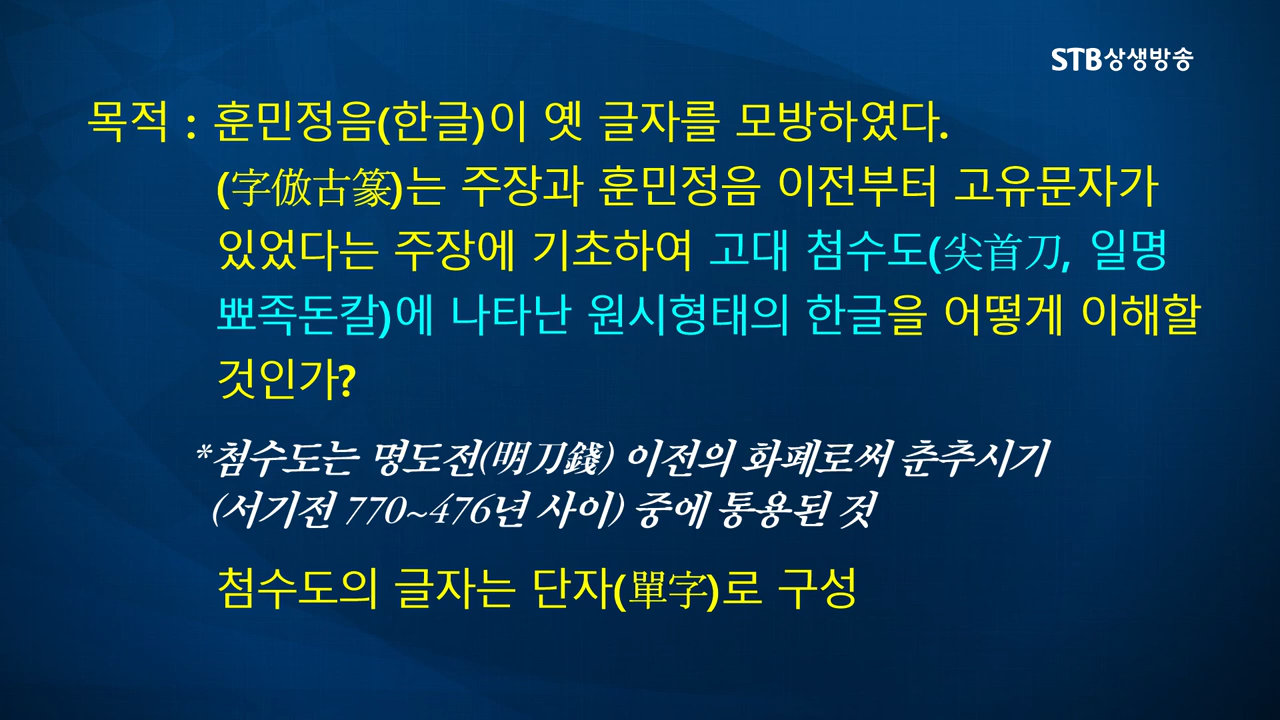 STB상생방송
목적 : 훈민정음(한글)이 옛 글자를 모방하였다.
(字倣古篆)는 주장과 훈민정음 이전부터 고유문자가
있었다는 주장에 기초하여 고대 첨수도(尖首刀, 일명
뾰족돈칼)에 나타난 원시형태의 한글을 어떻게 이해할
것인가?
*첨수도는 명도전(明刀錢) 이전의 화폐로써 춘추시기
(서기전 770~476년 사이) 중에 통용된 것
첨수도의 글자는 단자(單字)로 구성